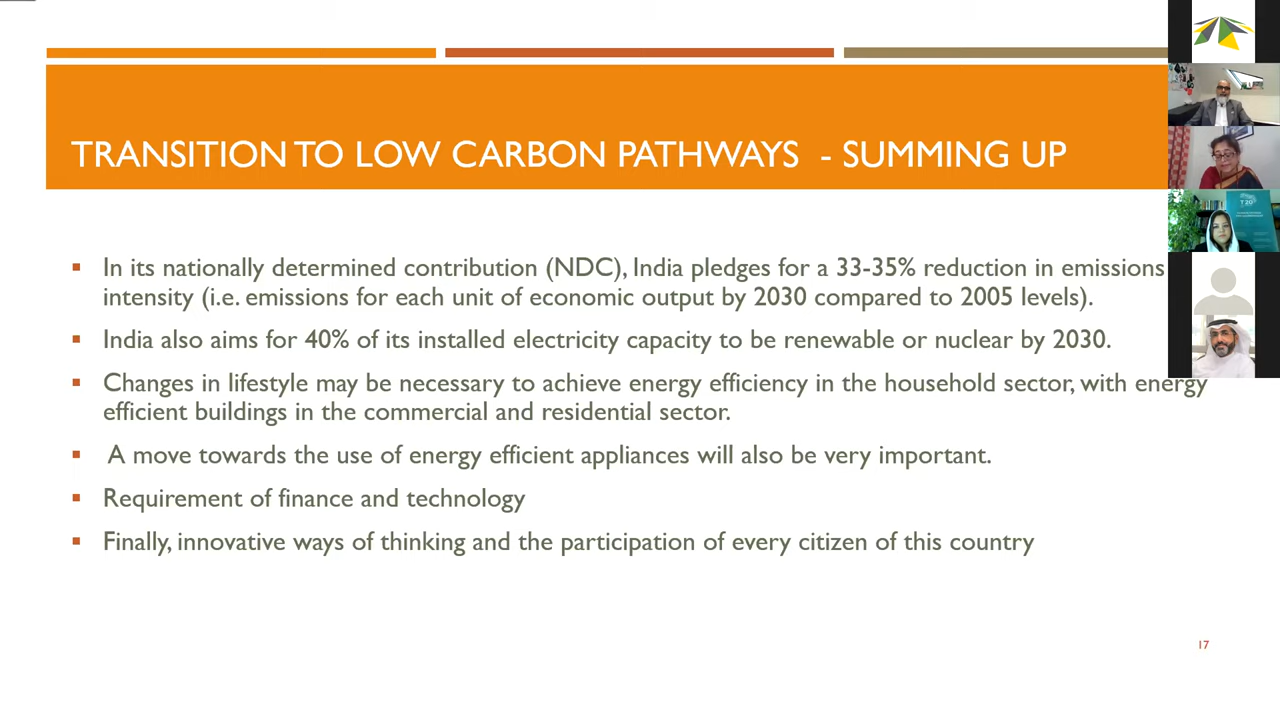 TRANSITION TO LOW CARBON PATHWAYS - SUMMING UP
T20
▪ In its nationally determined contribution (NDC), India pledges for a 33-35% reduction in emissions
intensity (i.e. emissions for each unit of economic output by 2030 compared to 2005 levels).
▪ India also aims for 40% of its installed electricity capacity to be renewable or nuclear by 2030.
▪ Changes in lifestyle may be necessary to achieve energy efficiency in the household sector, with energy
efficient buildings in the commercial and residential sector.
▪ A move towards the use of energy efficient appliances will also be very important.
▪ Requirement of finance and technology
▪ Finally, innovative ways of thinking and the participation of every citizen of this country
17